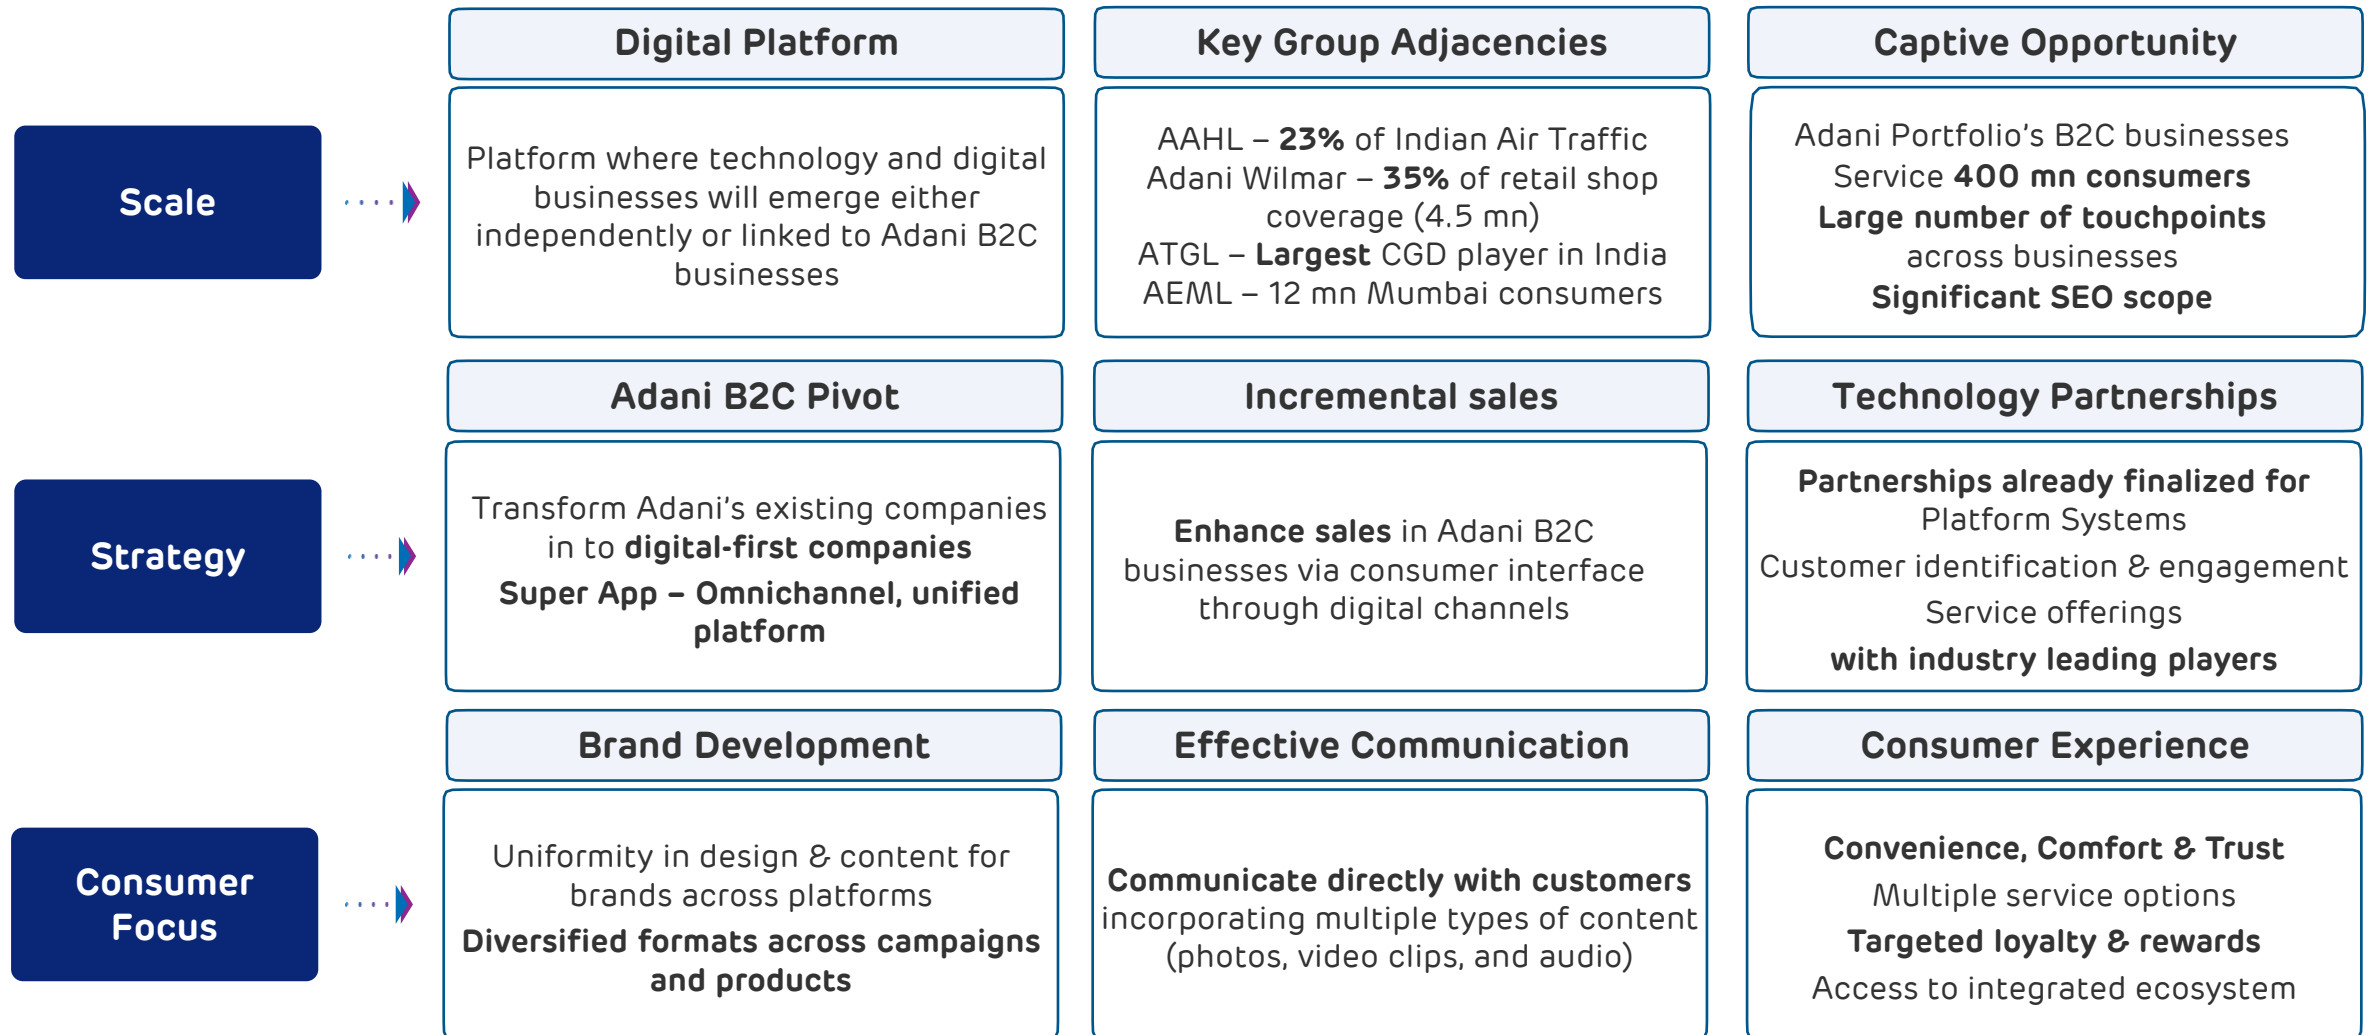 Digital Platform
Key Group Adjacencies
Captive Opportunity
Scale
Platform where technology and digital
businesses will emerge either
independently or linked to Adani B2C
businesses
AAHL – 23% of Indian Air Traffic
Adani Wilmar – 35% of retail shop
coverage (4.5 mn)
ATGL – Largest CGD player in India
AEML – 12 mn Mumbai consumers
Adani Portfolio's B2C businesses
Service 400 mn consumers
Large number of touchpoints
across businesses
Significant SEO scope
Adani B2C Pivot
Incremental sales
Technology Partnerships
Strategy
Transform Adani's existing companies
in to digital-first companies
Super App – Omnichannel, unified
platform
Enhance sales in Adani B2C
businesses via consumer interface
through digital channels
Partnerships already finalized for
Platform Systems
Customer identification & engagement
Service offerings
with industry leading players
Brand Development
Effective Communication
Consumer Experience
Consumer
Focus
Uniformity in design & content for
brands across platforms
Diversified formats across campaigns
and products
Communicate directly with customers
incorporating multiple types of content
(photos, video clips, and audio)
Convenience, Comfort & Trust
Multiple service options
Targeted loyalty & rewards
Access to integrated ecosystem